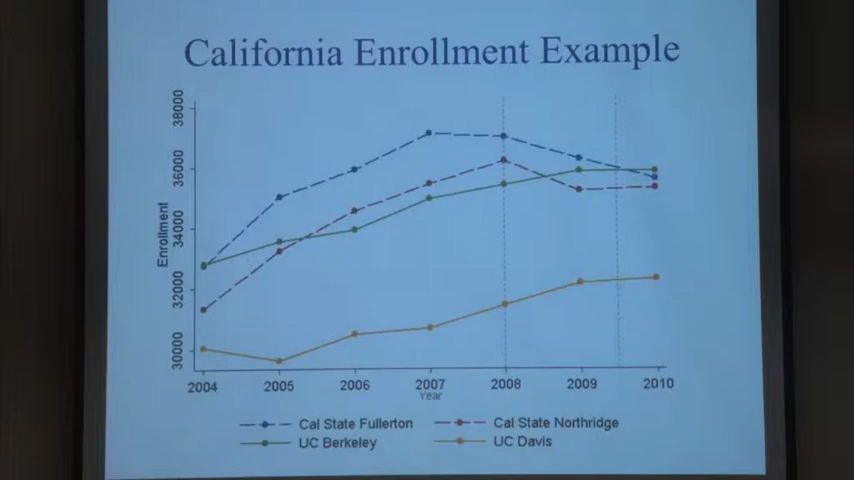 California Enrollment Example
38000
36000
34000
32000
30000
Enrollment
2004 2005 2006 2007 2008 2009 2010
Year
Cal State Fullerton Cal State Northridge
UC Berkeley UC Davis